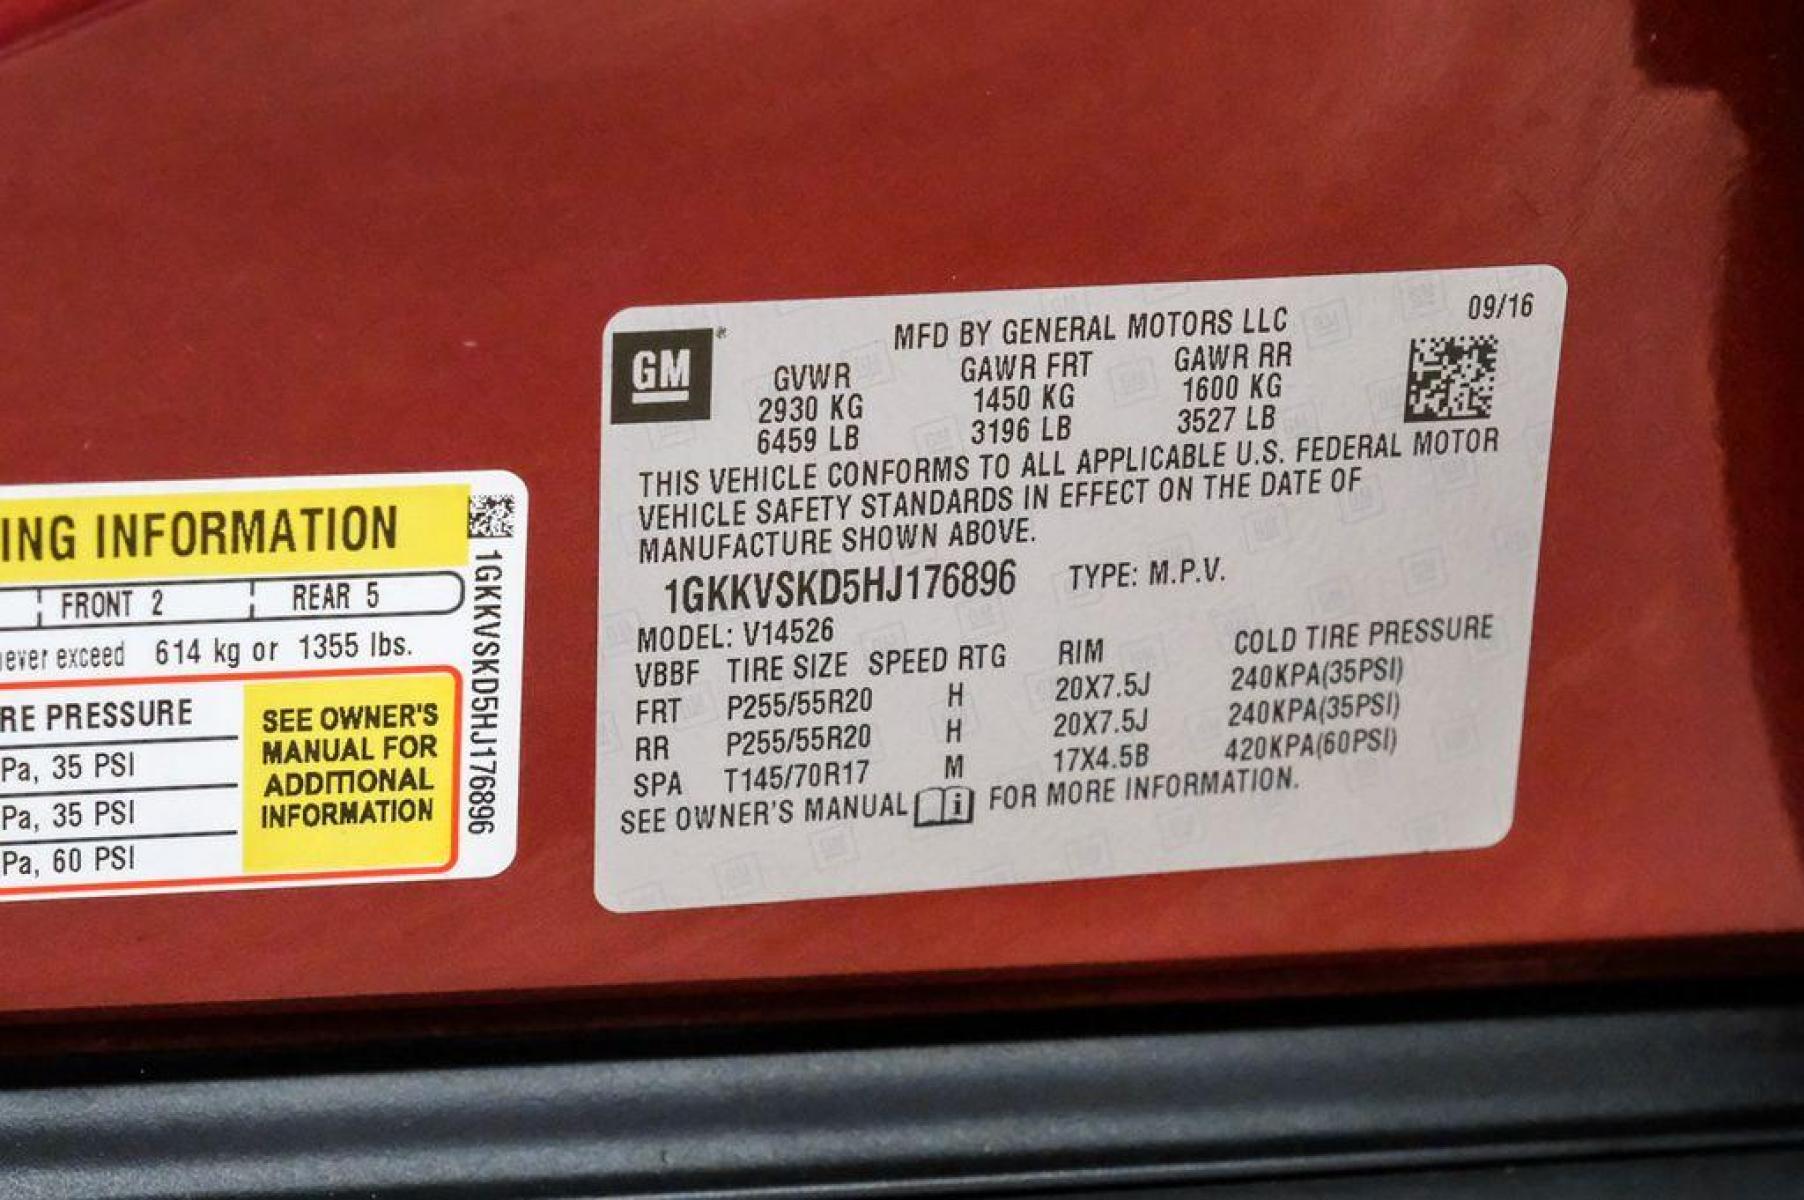 ING INFORMATION
FRONT 2 REAR 5
never exceed 614 kg or 1355 lbs.
RE PRESSURE
Pa, 35 PSI
Pa, 35 PSI
Pa, 60 PSI
SEE OWNER'S
MANUAL FOR
ADDITIONAL
INFORMATION
1GKKVSKD5HJ176896
GM
MFD BY GENERAL MOTORS LLC 09/16
GVWR GAWR FRT GAWR RR
2930 KG 1450 KG 1600 KG
6459 LB 3196 LB 3527 LB
THIS VEHICLE CONFORMS TO ALL APPLICABLE U.S. FEDERAL MOTOR
VEHICLE SAFETY STANDARDS IN EFFECT ON THE DATE OF
MANUFACTURE SHOWN ABOVE.
1GKKVSKD5HJ176896 TYPE: M.P.V.
MODEL: V14526
VBBF TIRE SIZE SPEED RTG RIM COLD TIRE PRESSURE
FRT P255/55R20 H 20X7.5J 240KPA(35PSI)
RR P255/55R20 H 20X7.5J 240KPA(35PSI)
SPA T145/70R17 M 17X4.5B 420KPA(60PSI)
SEE OWNER'S MANUAL FOR MORE INFORMATION.